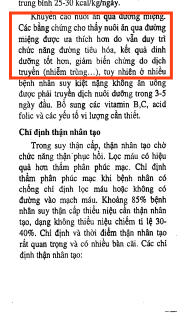 trung bình 25-30 kcal/kg/ngày.
Khuyến cáo nuôi ăn qua đường miệng.
Các bằng chứng cho thấy nuôi ăn qua đường
miệng được ưa thích hơn do vẫn duy trì
chức năng đường tiêu hóa, kết quả dinh
dưỡng tốt hơn, giảm biến chứng do dịch
truyền (nhiễm trùng...), tuy nhiên ở nhiều
bệnh nhân suy kiệt nặng không ăn uống
được phải truyền dịch nuôi dưỡng trong 3-5
ngày đầu. Bổ sung các vitamin B,C, acid
folic và các yếu tố vi lượng cần thiết.
Chỉ định thận nhân tạo
Trong suy thận cấp, thận nhân tạo chờ
chức năng thận phục hồi. Lọc máu có hiệu
quả hơn thẩm phân phúc mạc. Chỉ định
thẩm phân phúc mạc khi bệnh nhân có
chống chỉ định lọc máu hoặc không có
đường vào mạch máu. Khoảng 85% bệnh
nhân suy thận cấp thiểu niệu cần thận nhân
tạo, dạng không thiểu niệu chiếm tỉ lệ 30-
40%. Chỉ định và thời điểm thận nhân tạo
rất quan trọng và có nhiều bàn cãi. Các chỉ
định thận nhân tạo: